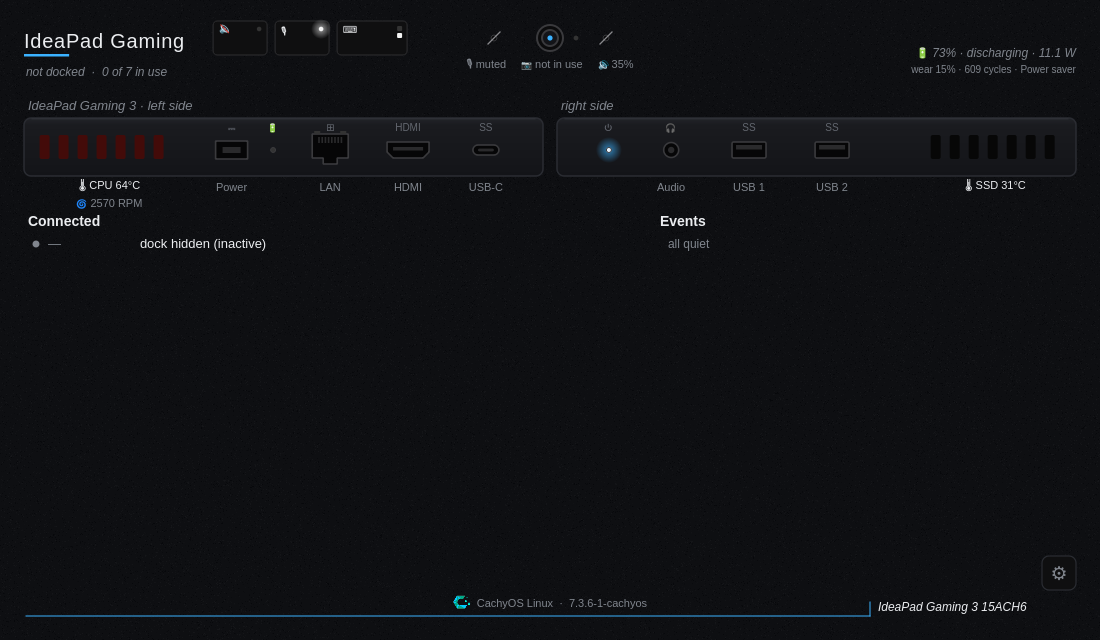 IdeaPad Gaming
not docked · 0 of 7 in use
muted
not in use
35%
73% · discharging · 11.1 W
wear 15% · 609 cycles · Power saver
IdeaPad Gaming 3 · left side
right side
HDMI
SS
SS
SS
Power
LAN
HDMI
USB-C
Audio
USB 1
USB 2
CPU 64°C
2570 RPM
SSD 31°C
Connected
— dock hidden (inactive)
Events
all quiet
CachyOS Linux · 7.3.6-1-cachyos
IdeaPad Gaming 3 15ACH6